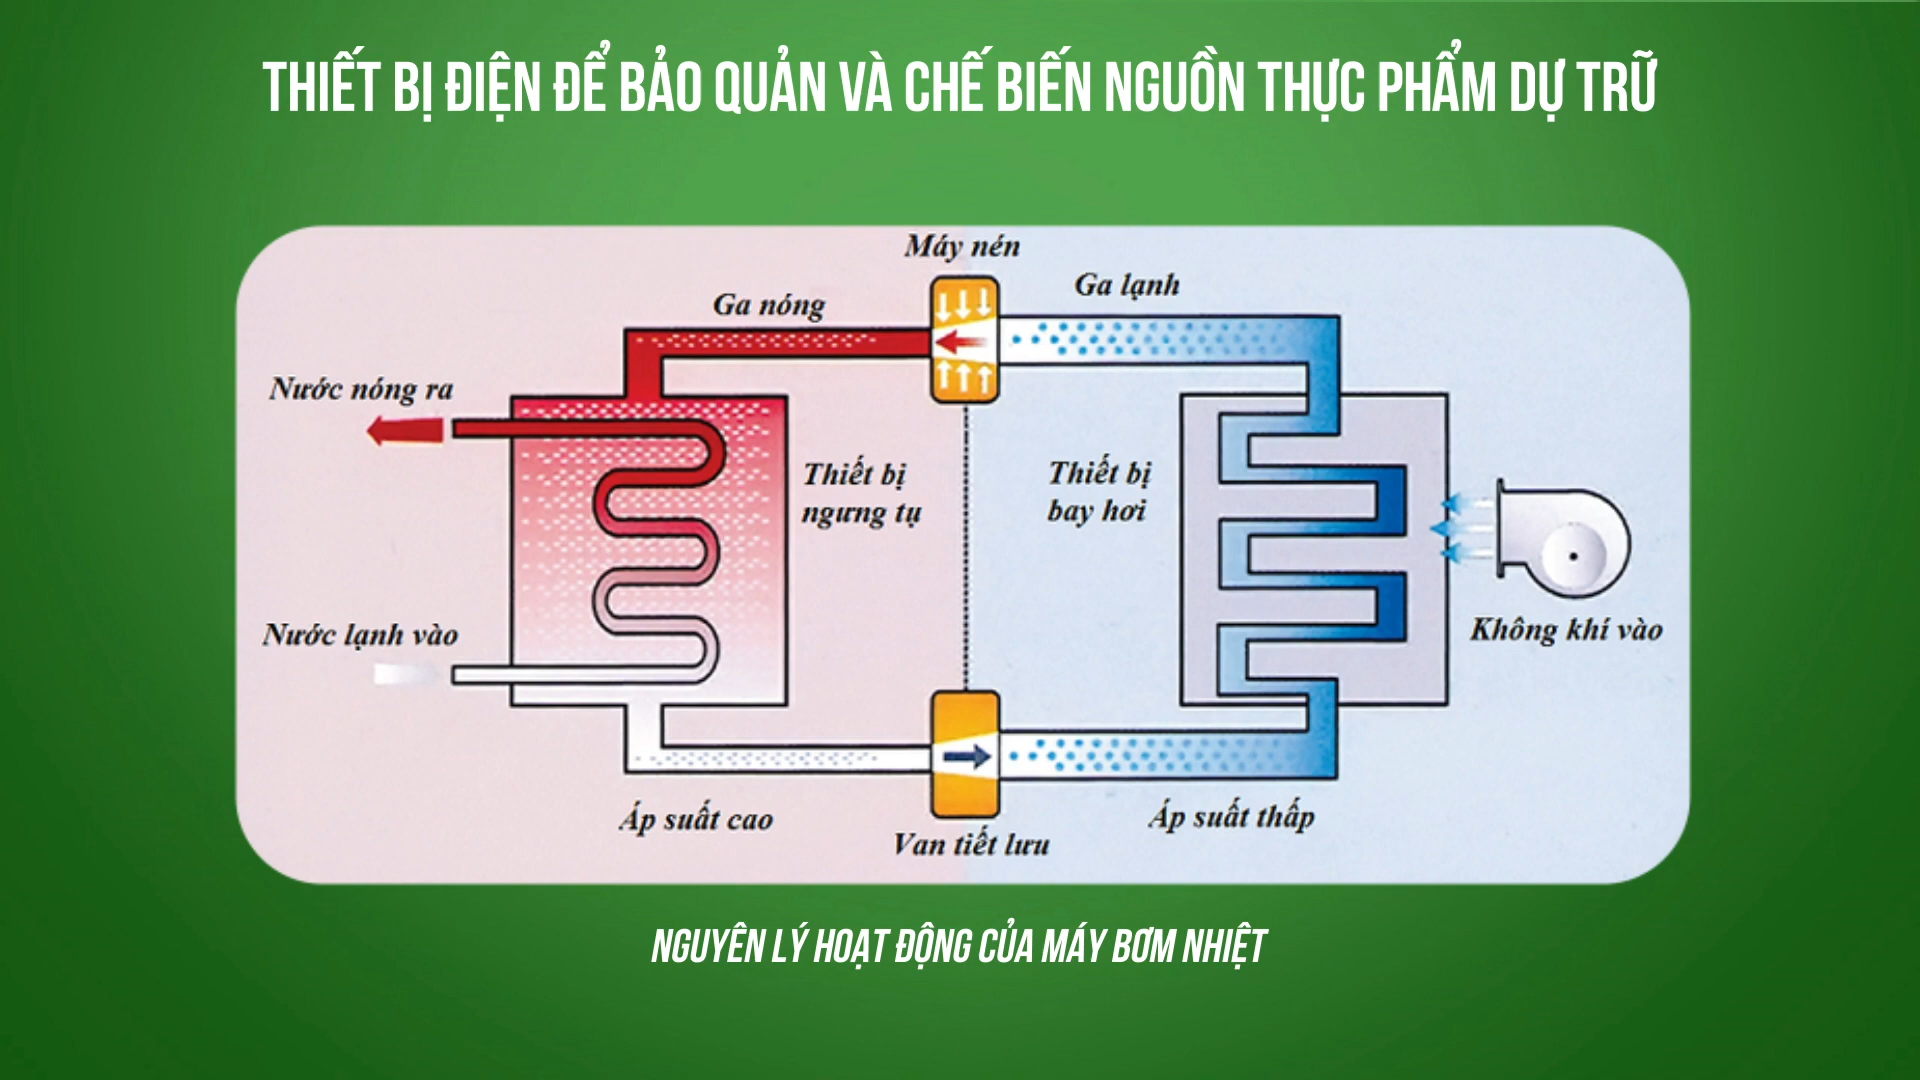 THIẾT BỊ ĐIỆN ĐỂ BẢO QUẢN VÀ CHẾ BIẾN NGUỒN THỰC PHẨM DỰ TRỮ
Máy nén
Ga nóng
Ga lạnh
Nước nóng ra
Thiết bị
ngưng tụ
Thiết bị
bay hơi
Nước lạnh vào
Không khí vào
Áp suất cao
Áp suất thấp
Van tiết lưu
NGUYÊN LÝ HOẠT ĐỘNG CỦA MÁY BƠM NHIỆT